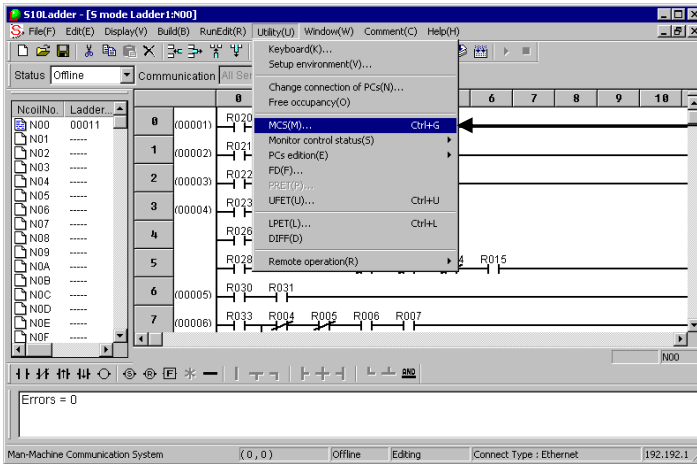 S10Ladder - [S mode Ladder1:N00]
File(F) Edit(E) Display(V) Build(B) RunEdit(R) Utility(U) Window(W) Comment(C) Help(H)
Status Offline Communication All Ser
Keyboard(K)...
Setup environment(V)...
Change connection of PCs(N)...
Free occupancy(O)
MCS(M)... Ctrl+G
Monitor control status(S)
PCs edition(E)
FD(F)...
PRET(P)...
UFET(U)... Ctrl+U
LPET(L)... Ctrl+L
DIFF(D)
Remote operation(R)
NcoilNo. Ladder...
N00 00011
N01 -----
N02 -----
N03 -----
N04 -----
N05 -----
N06 -----
N07 -----
N08 -----
N09 -----
N0A -----
N0B -----
N0C -----
N0D -----
N0E -----
N0F -----
0 6 7 8 9 10
0 (00001) R020
1 (00002) R021
2 (00003) R022
3 (00004) R023
4 R026
5 R028 4 R015
6 (00005) R030 R031
7 (00006) R033 R004 R005 R006 R007
N00
S R F AND
Errors = 0
Man-Machine Communication System (0,0) Offline Editing Connect Type : Ethernet 192.192.1